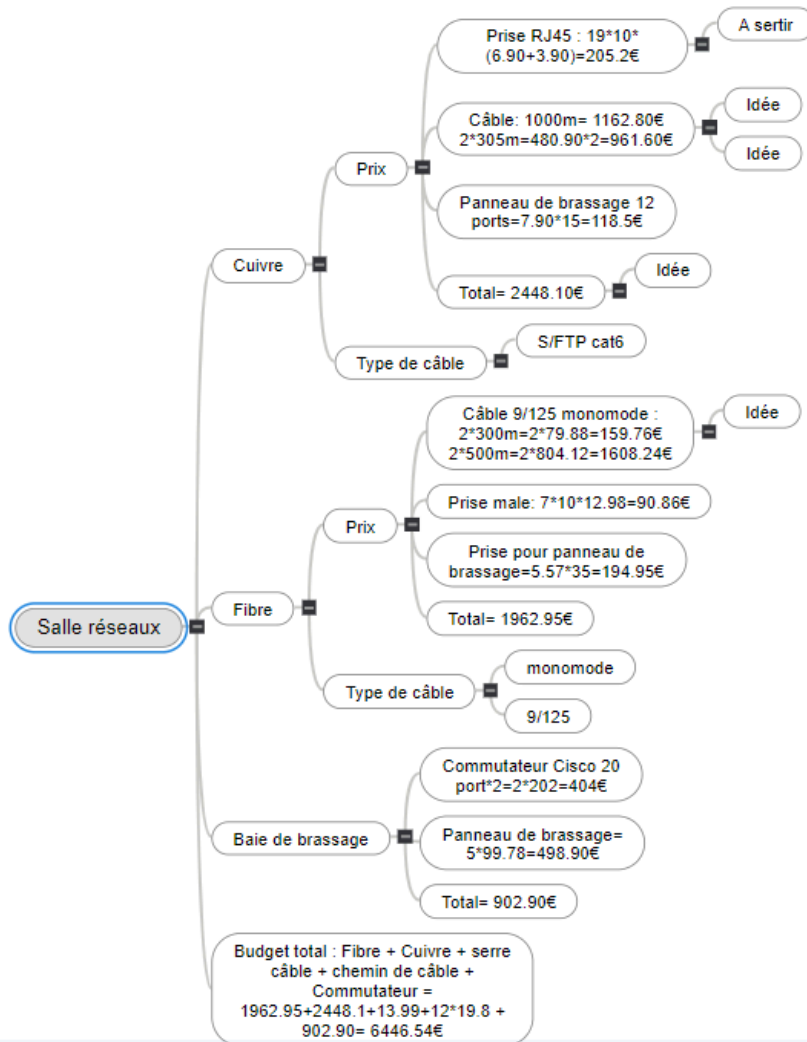 Salle réseaux
Cuivre
Prix
Prise RJ45 : 19*10*
(6.90+3.90)=205.2€
A sertir
Câble: 1000m= 1162.80€
2*305m=480.90*2=961.60€
Idée
Idée
Panneau de brassage 12
ports=7.90*15=118.5€
Total= 2448.10€
Idée
Type de câble
S/FTP cat6
Fibre
Prix
Câble 9/125 monomode :
2*300m=2*79.88=159.76€
2*500m=2*804.12=1608.24€
Idée
Prise male: 7*10*12.98=90.86€
Prise pour panneau de
brassage=5.57*35=194.95€
Total= 1962.95€
Type de câble
monomode
9/125
Baie de brassage
Commutateur Cisco 20
port*2=2*202=404€
Panneau de brassage=
5*99.78=498.90€
Total= 902.90€
Budget total : Fibre + Cuivre + serre
câble + chemin de câble +
Commutateur =
1962.95+2448.1+13.99+12*19.8 +
902.90= 6446.54€